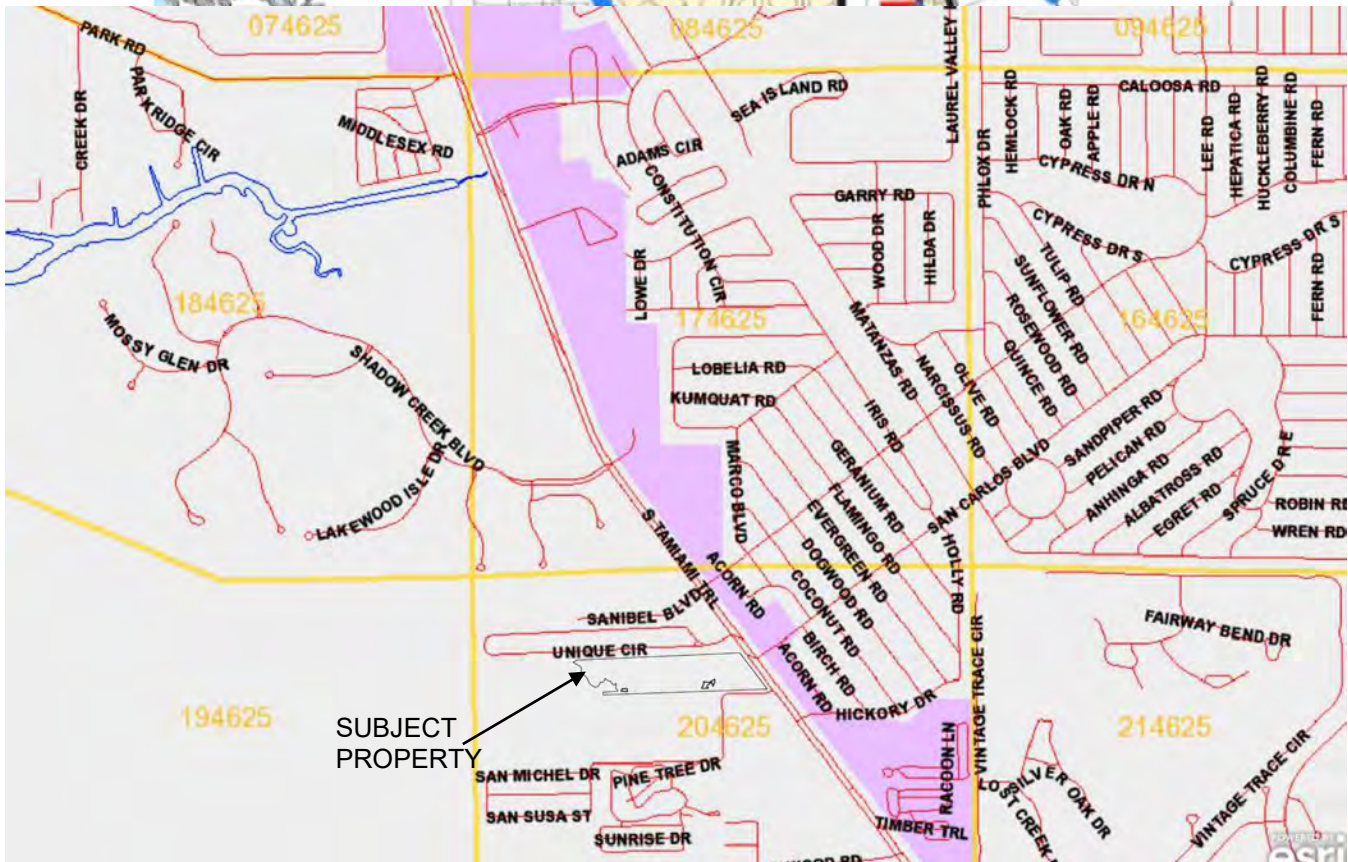 074625
084625
094625
PARK RD
CREEK DR
PARKRIDGE CIR
MIDDLESEX RD
SEA ISLAND RD
LAUREL VALLEY
ADAMS CIR
CONSTITUTION CIR
PHLOX DR
HEMLOCK RD
OAK RD
APPLE RD
CALOOSA RD
LEE RD
HEPATICA RD
HUCKLEBERRY RD
COLUMBINE RD
FERN RD
CYPRESS DR N
GARRY RD
WOOD DR
HILDA DR
CYPRESS DR S
CYPRESS DR S
LOWE DR
TULIP RD
SUNFLOWER RD
ROSEWOOD RD
QUINCE RD
FERN RD
184625
174625
164625
MOSSY GLEN DR
SHADOW CREEK BLVD
LAKEWOOD ISLE DR
MATANZAS RD
NARCISSUS RD
OLIVE RD
LOBELIA RD
KUMQUAT RD
IRIS RD
MARCO BLVD
GERANIUM RD
FLAMINGO RD
EVERGREEN RD
DOGWOOD RD
COCONUT RD
BIRCH RD
SAN CARLOS BLVD
HOLLY RD
SANDPIPER RD
PELICAN RD
ANHINGA RD
ALBATROSS RD
EGRET RD
SPRUCE DR E
ROBIN RD
WREN RD
S TAMIAMI TRL
ACORN RD
ACORN RD
SANIBEL BLVD
UNIQUE CIR
HICKORY DR
VINTAGE TRACE CIR
FAIRWAY BEND DR
194625
SUBJECT
PROPERTY
204625
214625
SAN MICHEL DR
PINE TREE DR
SAN SUSA ST
SUNRISE DR
RACOON LN
TIMBER TRL
SILVER OAK DR
LOST CREEK
VINTAGE TRACE CIR
POWERED BY
esri